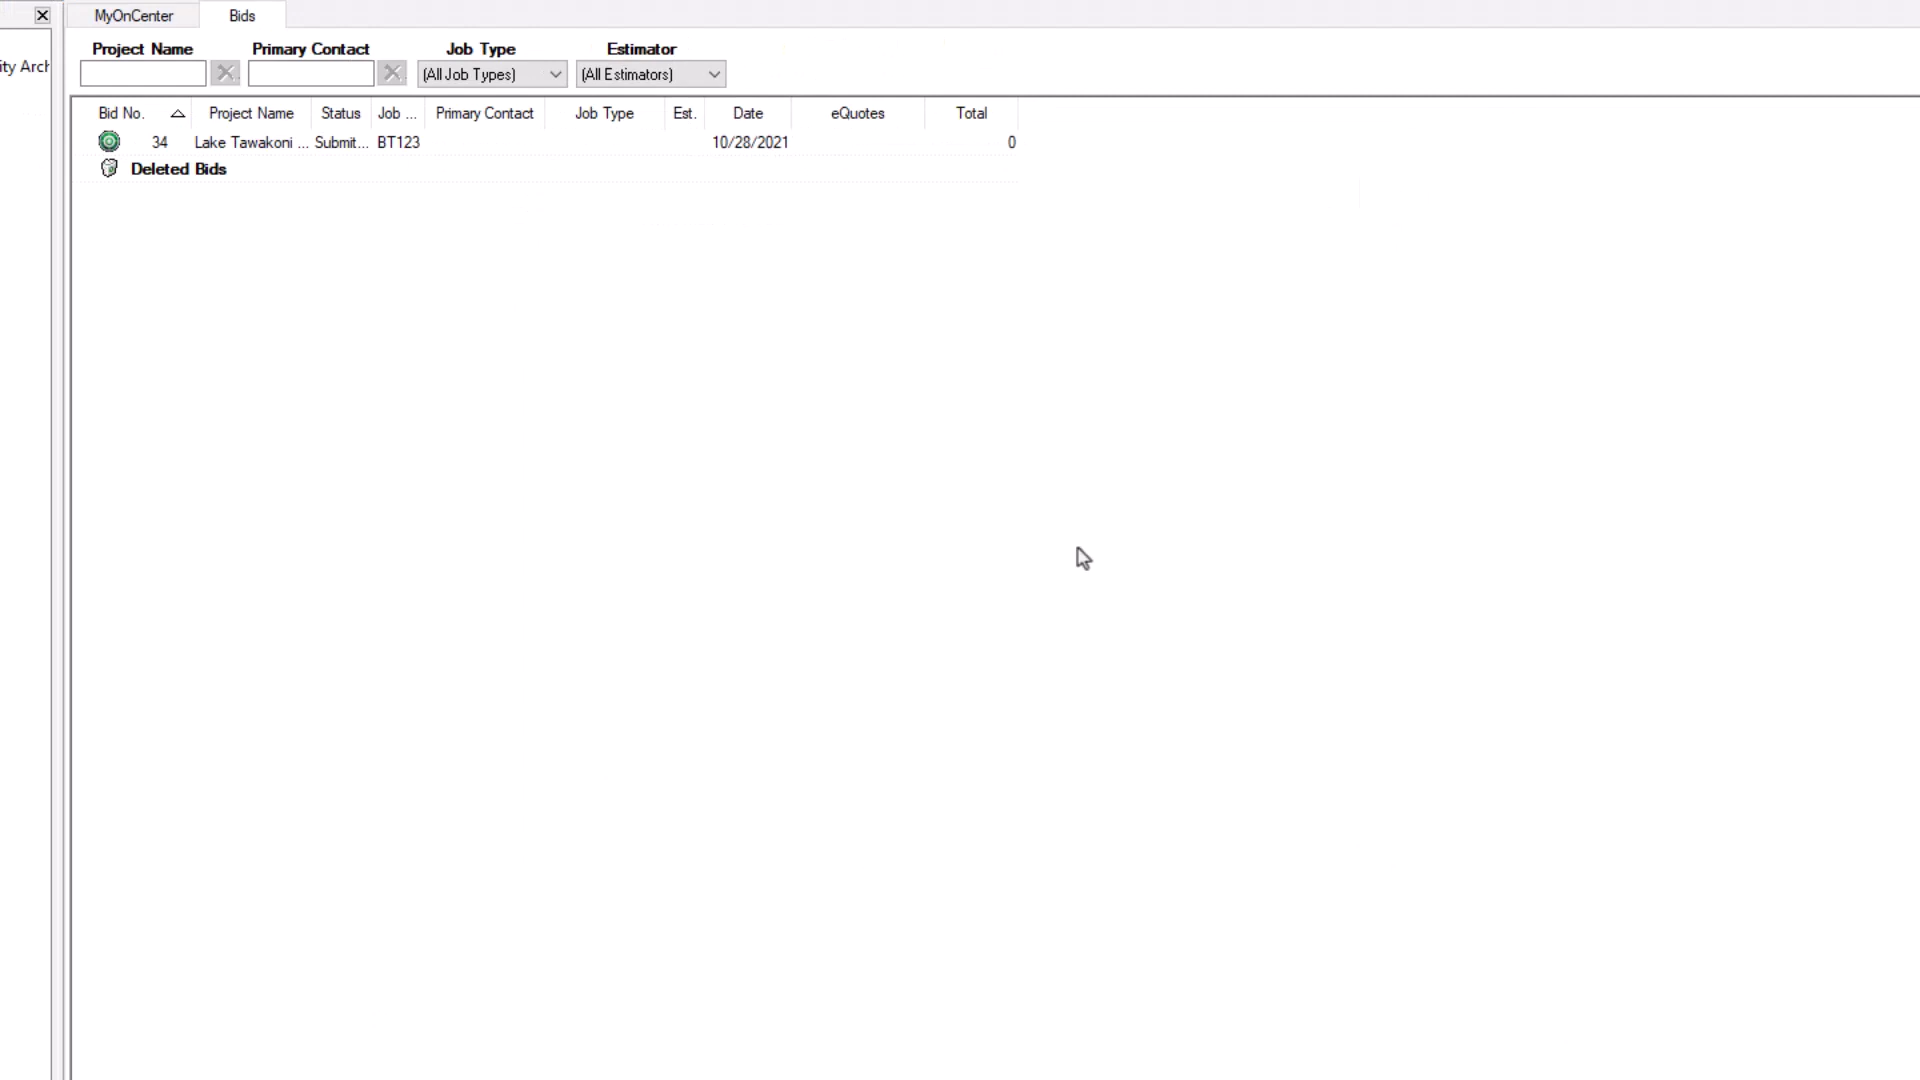 MyOnCenter Bids
ity Arch
Project Name Primary Contact Job Type Estimator
(All Job Types) (All Estimators)
Bid No. Project Name Status Job ... Primary Contact Job Type Est. Date eQuotes Total
34 Lake Tawakoni ... Submit... BT123 10/28/2021 0
Deleted Bids